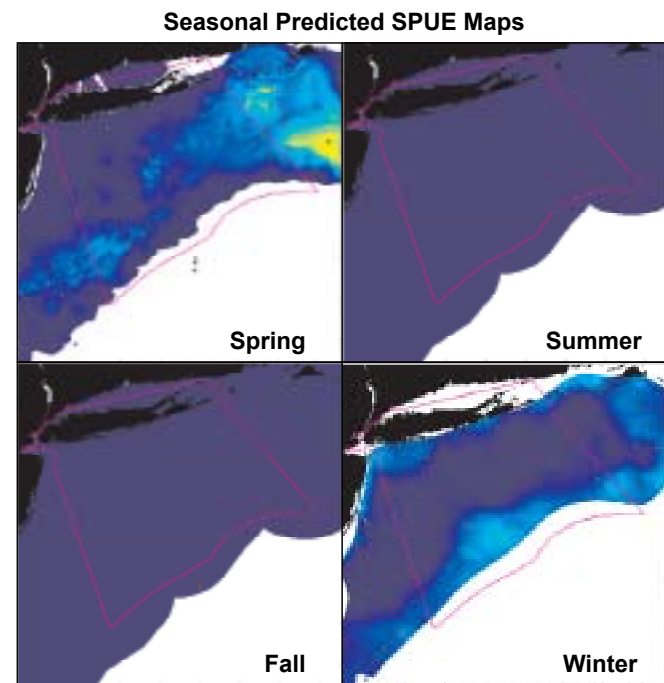 Seasonal Predicted SPUE Maps
Spring
Summer
Fall
Winter